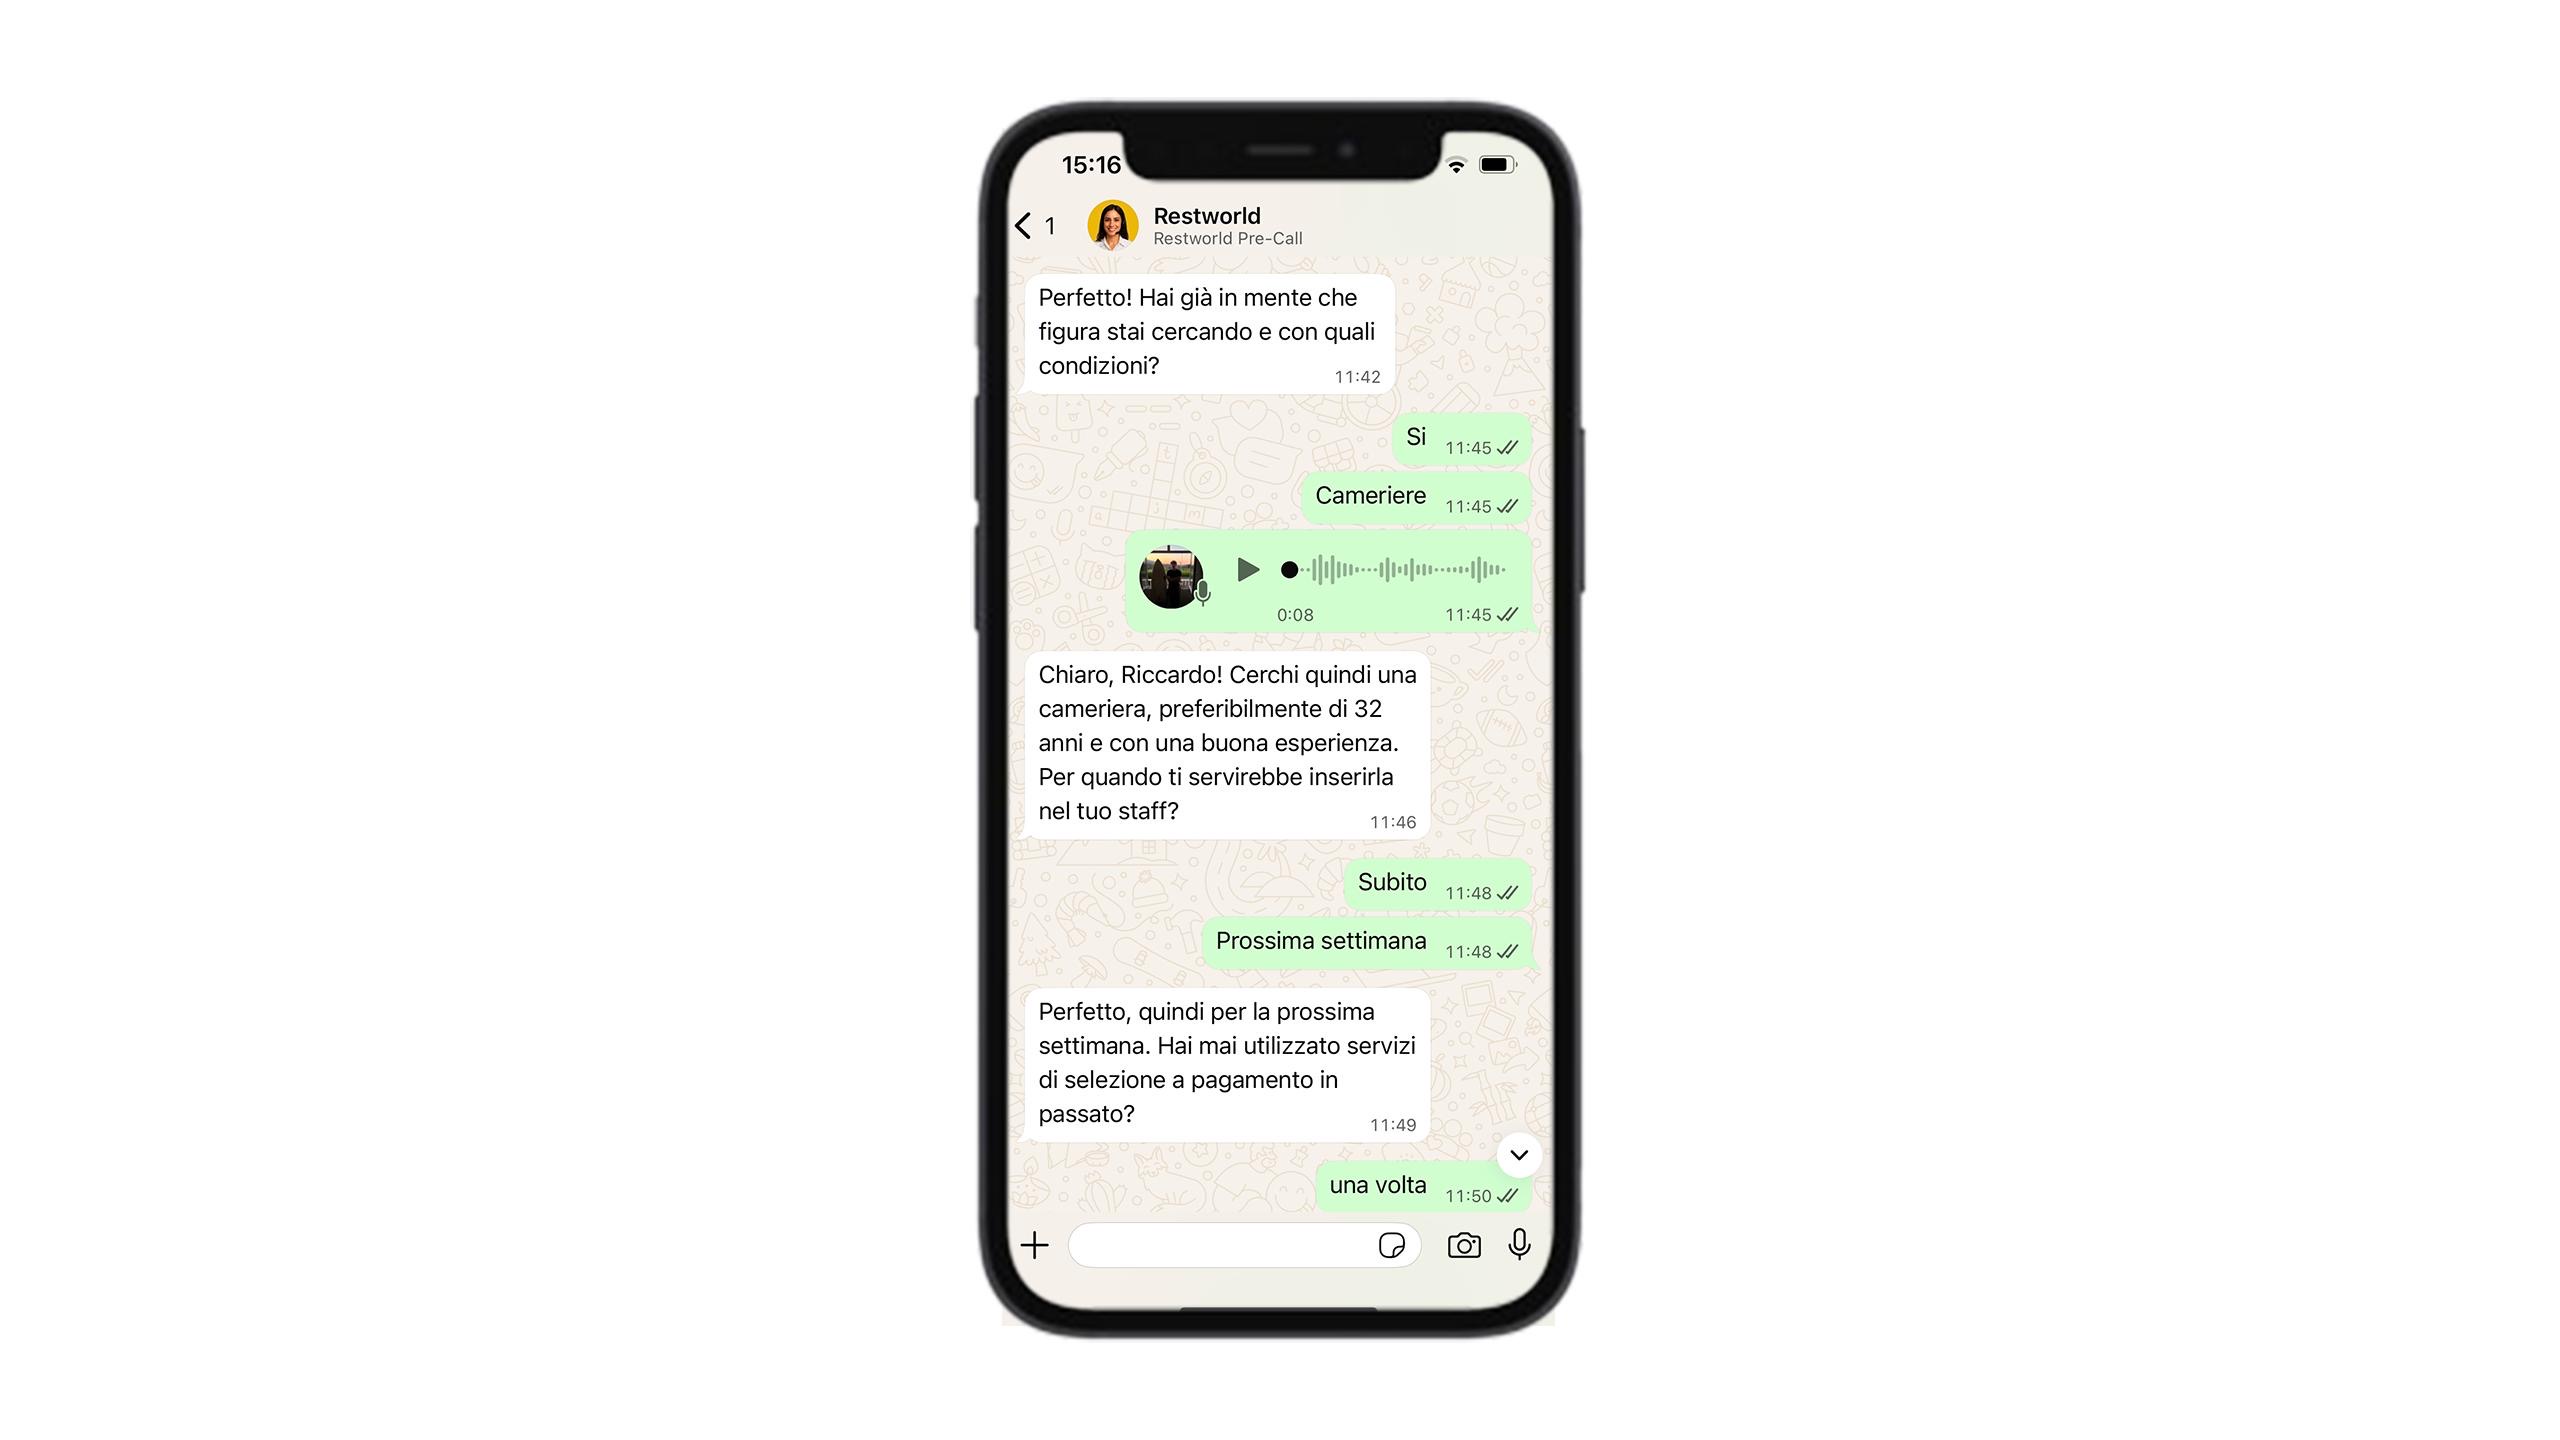 15:16
1
Restworld
Restworld Pre-Call
Perfetto! Hai già in mente che
figura stai cercando e con quali
condizioni?
11:42
Si
11:45
Cameriere
11:45
0:08
11:45
Chiaro, Riccardo! Cerchi quindi una
cameriera, preferibilmente di 32
anni e con una buona esperienza.
Per quando ti servirebbe inserirla
nel tuo staff?
11:46
Subito
11:48
Prossima settimana
11:48
Perfetto, quindi per la prossima
settimana. Hai mai utilizzato servizi
di selezione a pagamento in
passato?
11:49
una volta
11:50